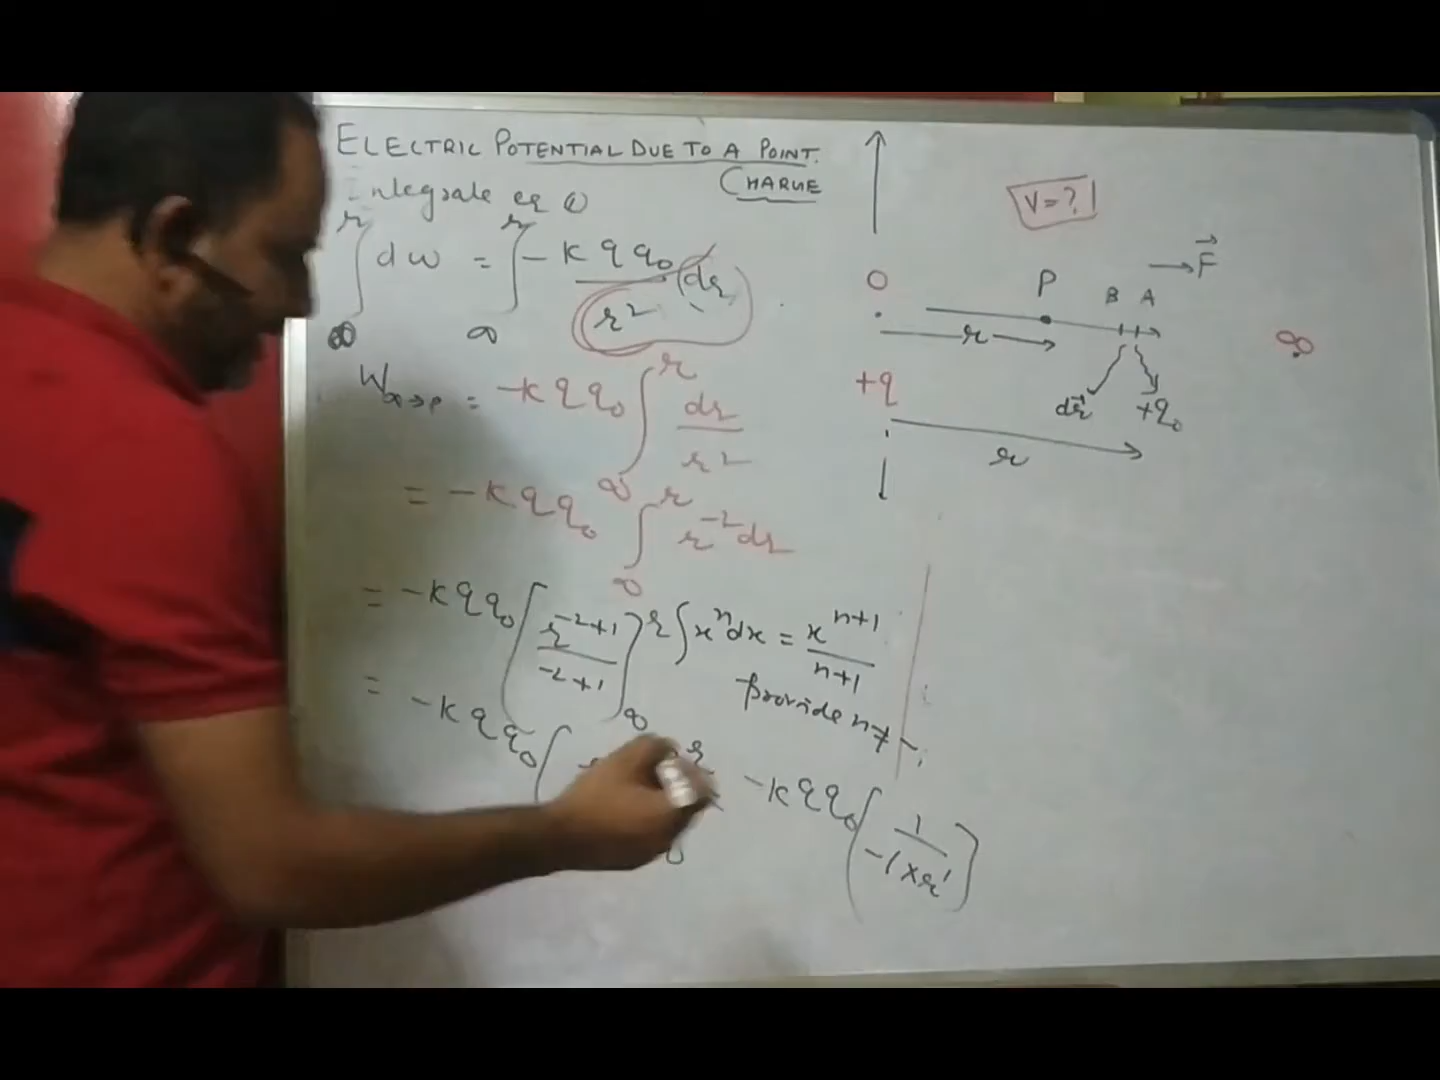 ELECTRIC POTENTIAL DUE TO A POINT
CHARGE
Integrate eq ①
∫ dw = ∫ -k q q₀ / r² dr
r ∞ r ∞
W∞→P = -k q q₀ ∫ dr / r²
r ∞
= -k q q₀ ∫ r⁻² dr
r ∞
= -k q q₀ [ r⁻²⁺¹ / -2+1 ] r ∞
∫ xⁿ dx = xⁿ⁺¹ / n+1
provide n ≠ -1
= -k q q₀ [
r
-k q q₀ [ 1 / -1 × r¹ ]
V = ?
F⃗
O P B A
r
∞
+q
dr⃗ +q₀
r